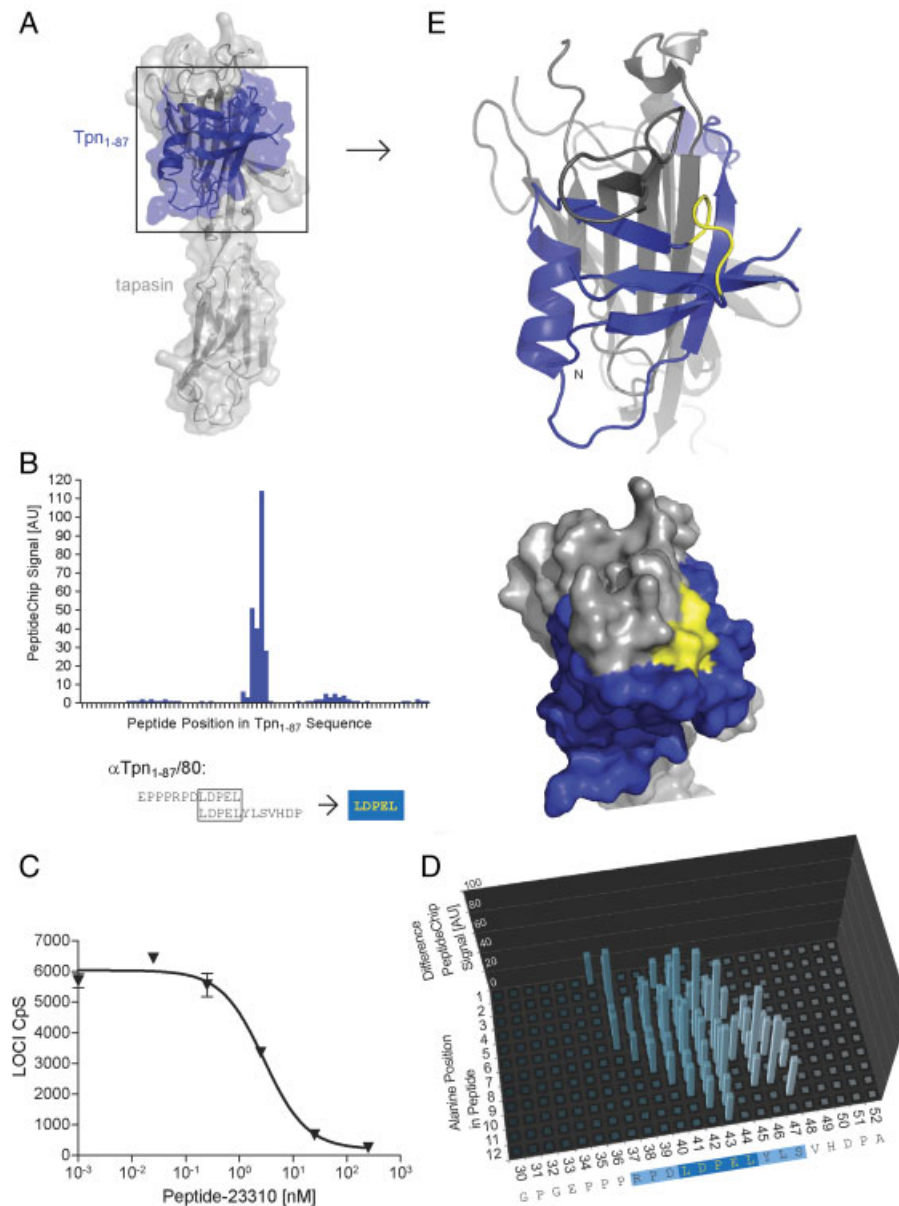 A
Tpn1-87
tapasin
E
N
B
PeptideChip Signal [AU]
120
110
100
90
80
70
60
50
40
30
20
10
0
Peptide Position in Tpn1-87 Sequence
αTpn1-87/80:
EPPPRPDLDPEL
LDPELYLSVHDP
LDPEL
C
LOCI CpS
7000
6000
5000
4000
3000
2000
1000
0
10-3 10-2 10-1 100 101 102 103
Peptide-23310 [nM]
D
Difference
PeptideChip
Signal [AU]
100
80
60
40
20
0
Alanine Position
in Peptide
1
2
3
4
5
6
7
8
9
10
11
12
30 31 32 33 34 35 36 37 38 39 40 41 42 43 44 45 46 47 48 49 50 51 52
G P G E P P P R P D L D P E L Y L S V H D P A